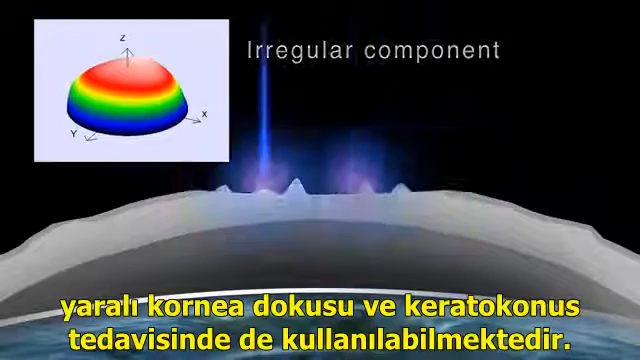 Z
Irregular component
X
Y
yaralı kornea dokusu ve keratokonus
tedavisinde de kullanılabilmektedir.